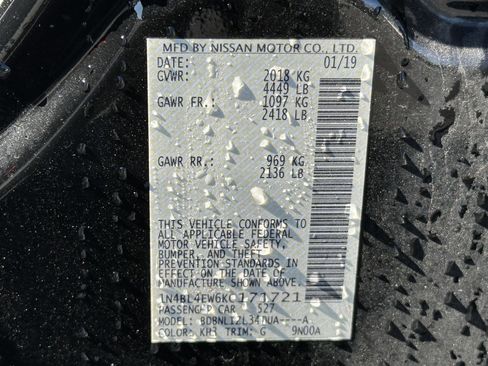 MFD BY NISSAN MOTOR CO., LTD.
DATE: 01/19
GVWR: 2018 KG
4449 LB
GAWR FR: 1097 KG
2418 LB
GAWR RR: 969 KG
2136 LB
THIS VEHICLE CONFORMS TO
ALL APPLICABLE FEDERAL
MOTOR VEHICLE SAFETY,
BUMPER, AND THEFT
PREVENTION STANDARDS IN
EFFECT ON THE DATE OF
MANUFACTURE SHOWN ABOVE.
1N4BL4EW6KC171721
PASSENGER CAR S27
MODEL:
COLOR: KH3 TRIM: G 9N00A